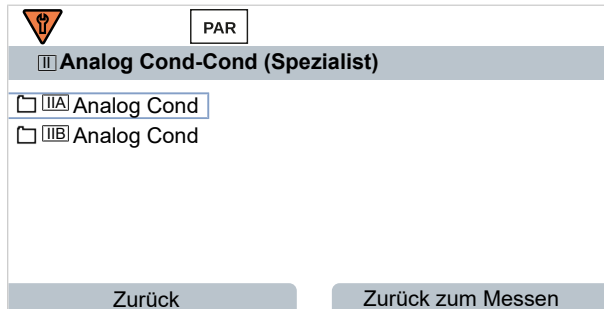 PAR
II Analog Cond-Cond (Spezialist)
IIA Analog Cond
IIB Analog Cond
Zurück Zurück zum Messen